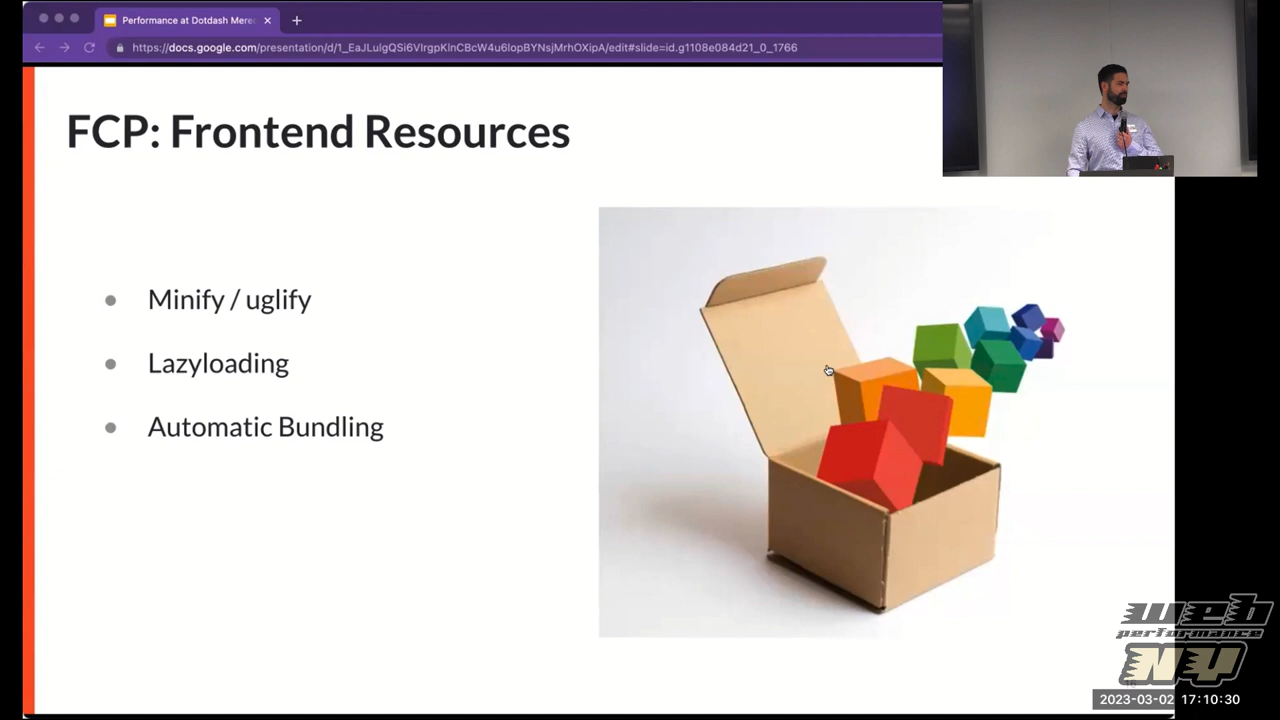 Performance at Dotdash Mere
https://docs.google.com/presentation/d/1_EaJLuIgQSi6VIrgpKlnCBcW4u6lopBYNsjMrhOXipA/edit#slide=id.g1108e084d21_0_1766
FCP: Frontend Resources
Minify / uglify
Lazyloading
Automatic Bundling
web
performance
NY
2023-03-02 17:10:30